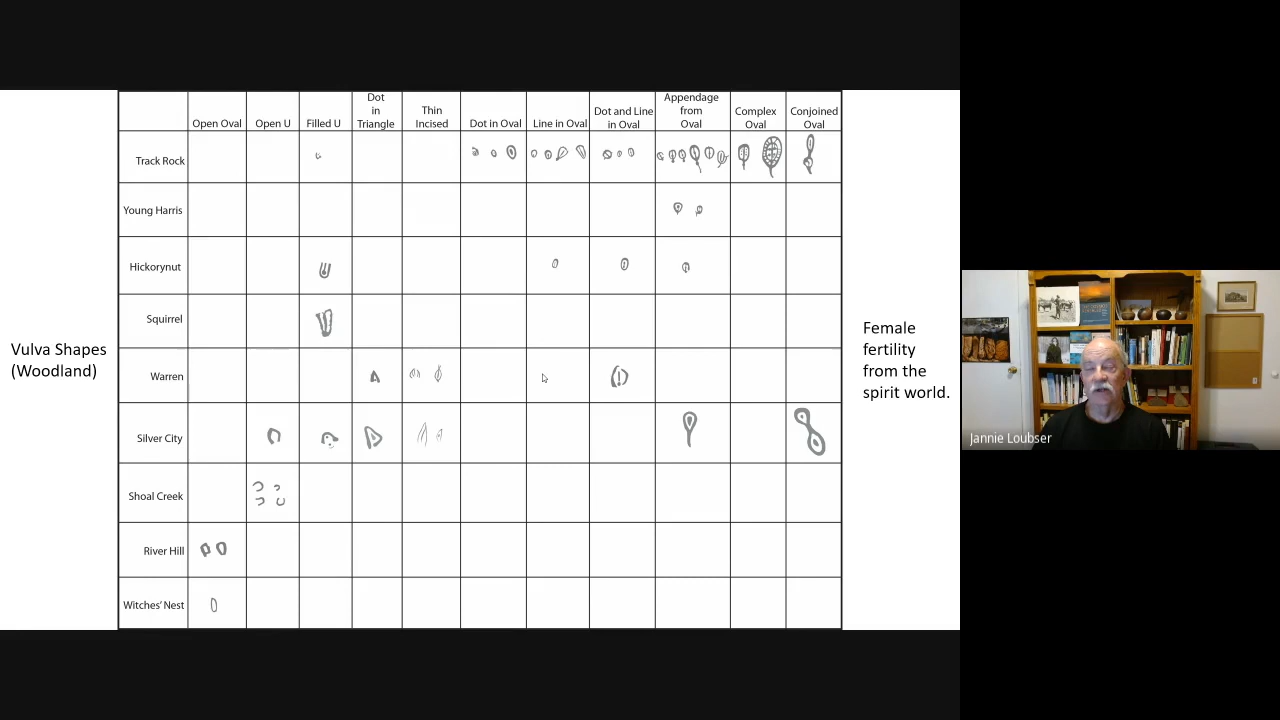 Dot
in
Triangle
Thin
Incised
Appendage
from
Oval
Open Oval
Open U
Filled U
Dot in Oval
Line in Oval
Dot and Line
in Oval
Complex
Oval
Conjoined
Oval
Track Rock
Young Harris
Hickorynut
Squirrel
Warren
Silver City
Shoal Creek
River Hill
Witches' Nest
Vulva Shapes
(Woodland)
Female
fertility
from the
spirit world.
Jannie Loubser